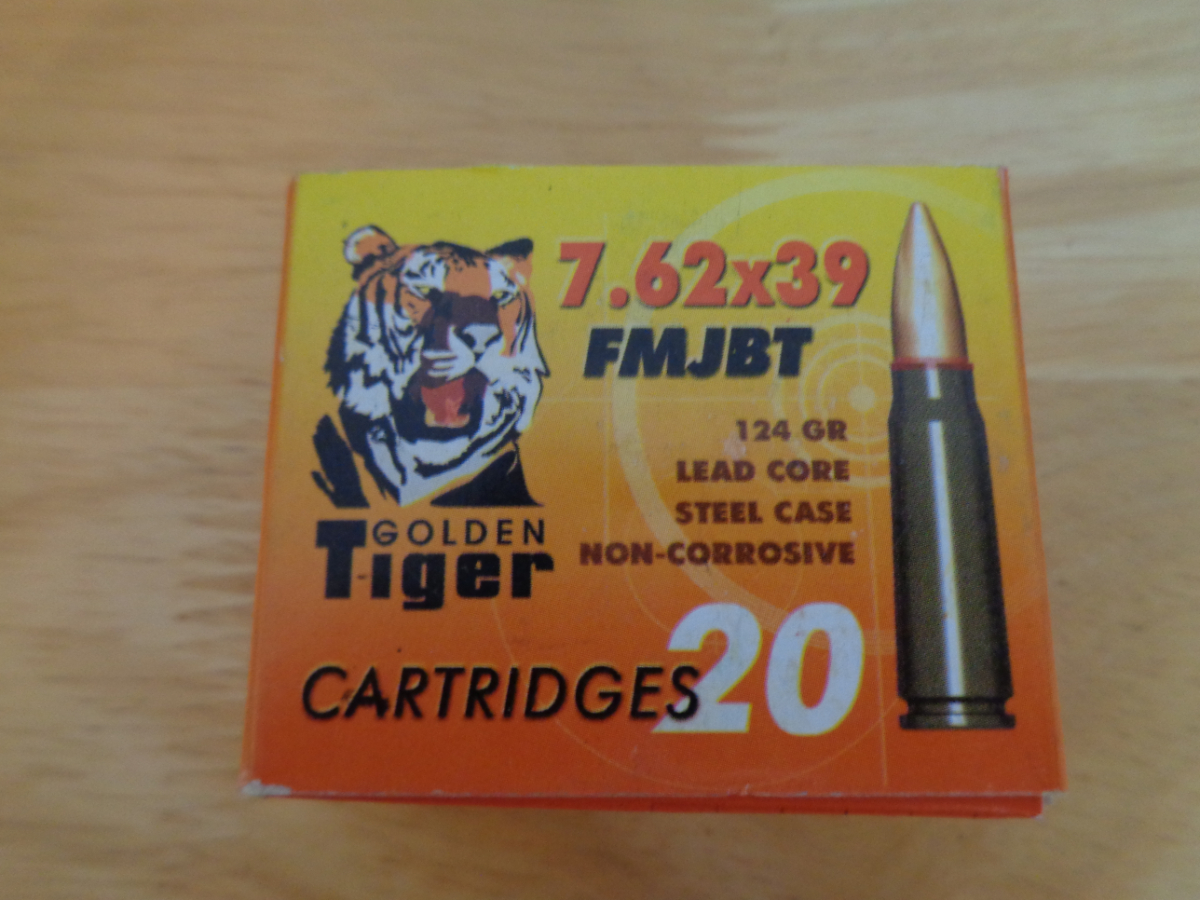 7.62x39
FMJBT
124 GR
LEAD CORE
STEEL CASE
NON-CORROSIVE
GOLDEN
Tiger
CARTRIDGES 20